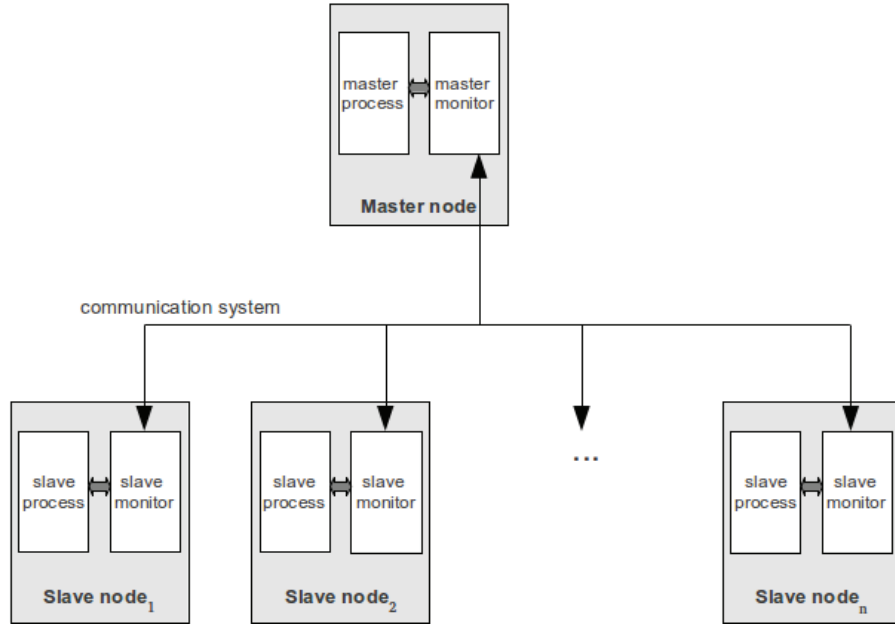 master process
master monitor
Master node
communication system
slave process
slave monitor
Slave node1
slave process
slave monitor
Slave node2
...
slave process
slave monitor
Slave noden